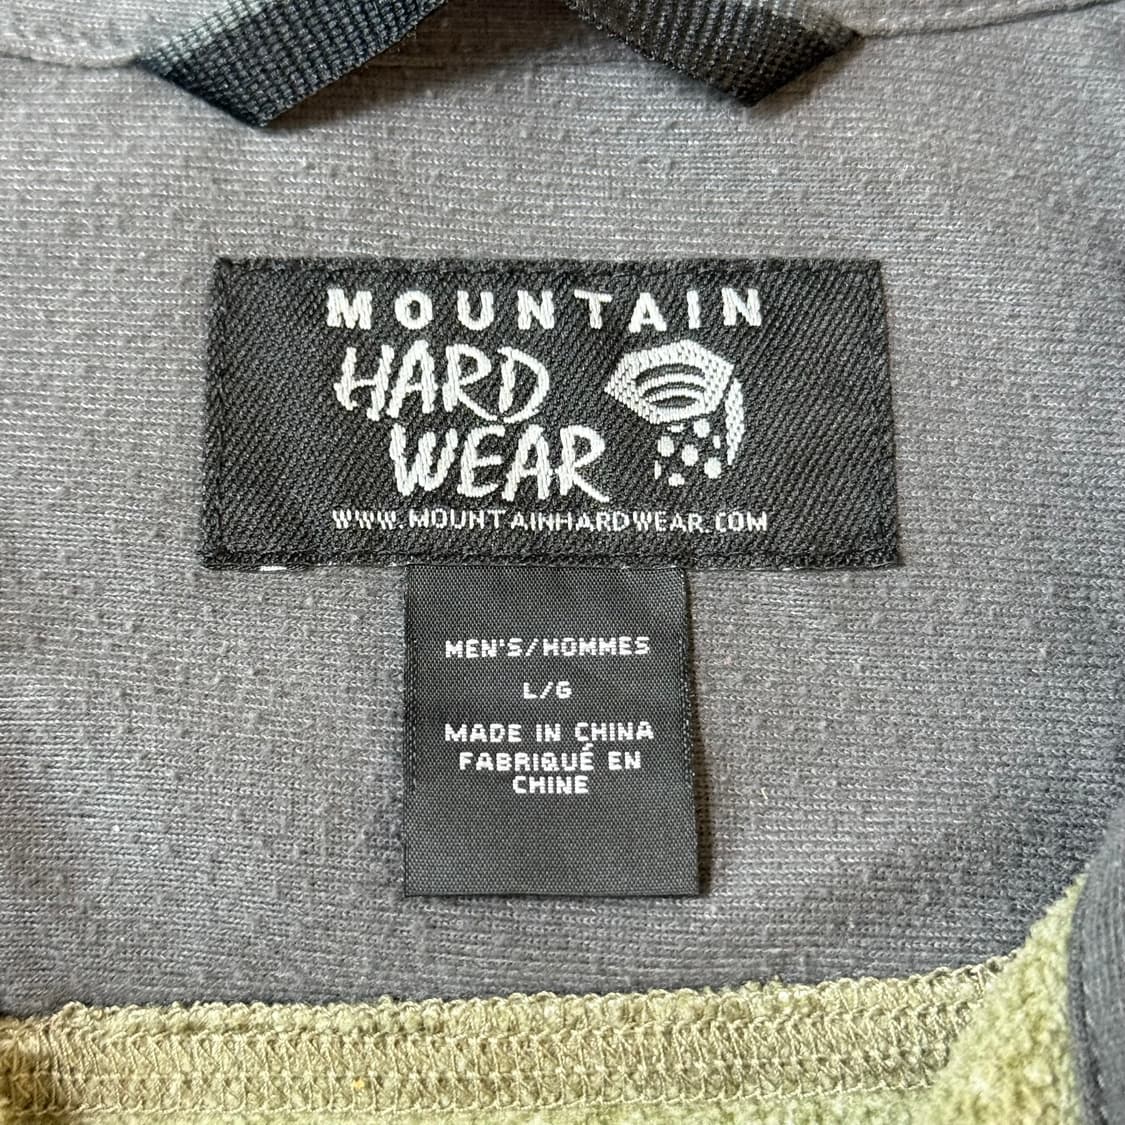 MOUNTAIN
HARD
WEAR
WWW.MOUNTAINHARDWEAR.COM
MEN'S/HOMMES
L/G
MADE IN CHINA
FABRIQUÉ EN
CHINE